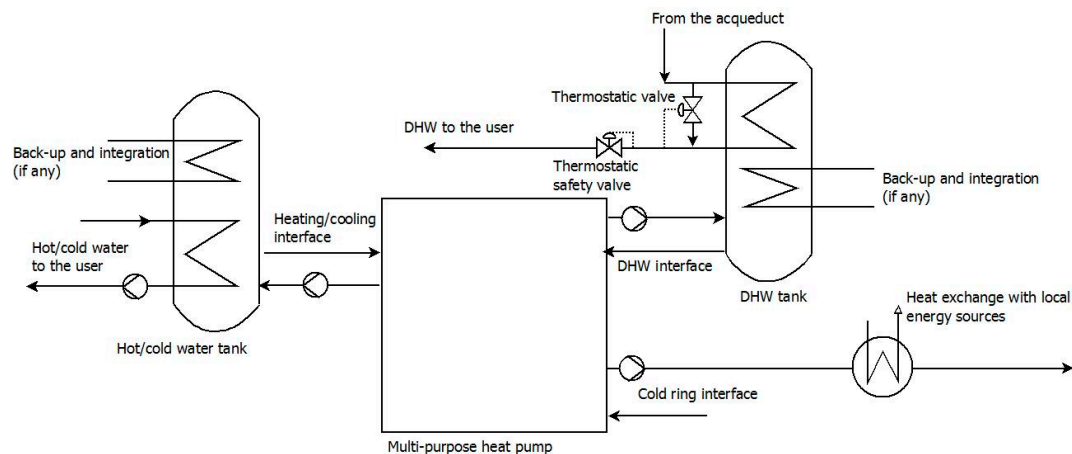 From the acqueduct
Thermostatic valve
DHW to the user
Thermostatic
safety valve
Back-up and integration
(if any)
Back-up and integration
(if any)
Heating/cooling
interface
Hot/cold water
to the user
DHW interface
DHW tank
Heat exchange with local
energy sources
Hot/cold water tank
Cold ring interface
Multi-purpose heat pump